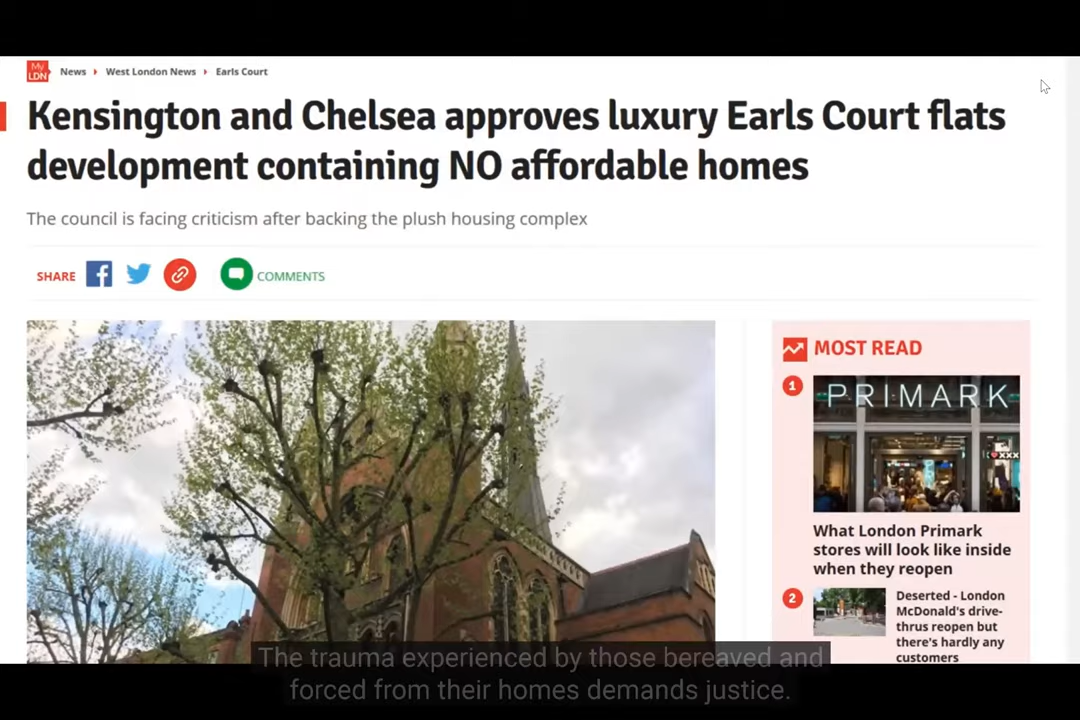 My
LDN
News
West London News
Earls Court
Kensington and Chelsea approves luxury Earls Court flats
development containing NO affordable homes
The council is facing criticism after backing the plush housing complex
SHARE
COMMENTS
MOST READ
1
PRIMARK
What London Primark
stores will look like inside
when they reopen
2
Deserted - London
McDonald's drive-
thrus reopen but
there's hardly any
customers
The trauma experienced by those bereaved and
forced from their homes demands justice.